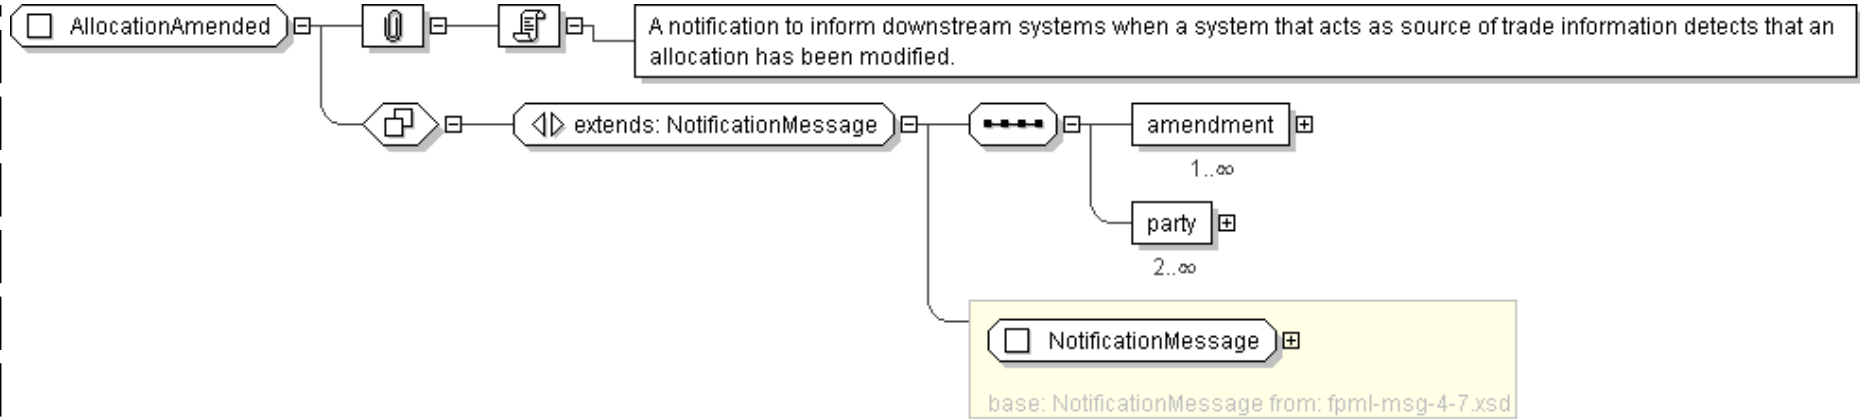 AllocationAmended
A notification to inform downstream systems when a system that acts as source of trade information detects that an
allocation has been modified.
extends: NotificationMessage
amendment
1..∞
party
2..∞
NotificationMessage
base: NotificationMessage from: fpml-msg-4-7.xsd